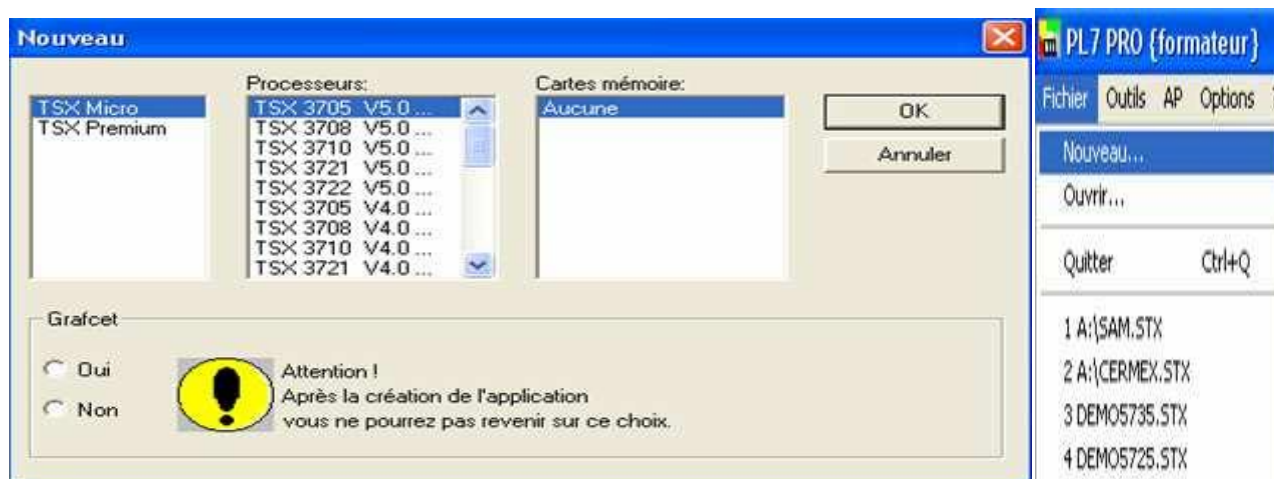 Nouveau
TSX Micro
TSX Premium
Processeurs:
TSX 3705 V5.0 ...
TSX 3708 V5.0 ...
TSX 3710 V5.0 ...
TSX 3721 V5.0 ...
TSX 3722 V5.0 ...
TSX 3705 V4.0 ...
TSX 3708 V4.0 ...
TSX 3710 V4.0 ...
TSX 3721 V4.0 ...
Cartes mémoire:
Aucune
OK
Annuler
Grafcet
Oui
Non
Attention !
Après la création de l'application
vous ne pourrez pas revenir sur ce choix.
PL7 PRO {formateur}
Fichier Outils AP Options
Nouveau...
Ouvrir...
Quitter Ctrl+Q
1 A:\SAM.STX
2 A:\CERMEX.STX
3 DEMO5735.STX
4 DEMO5725.STX